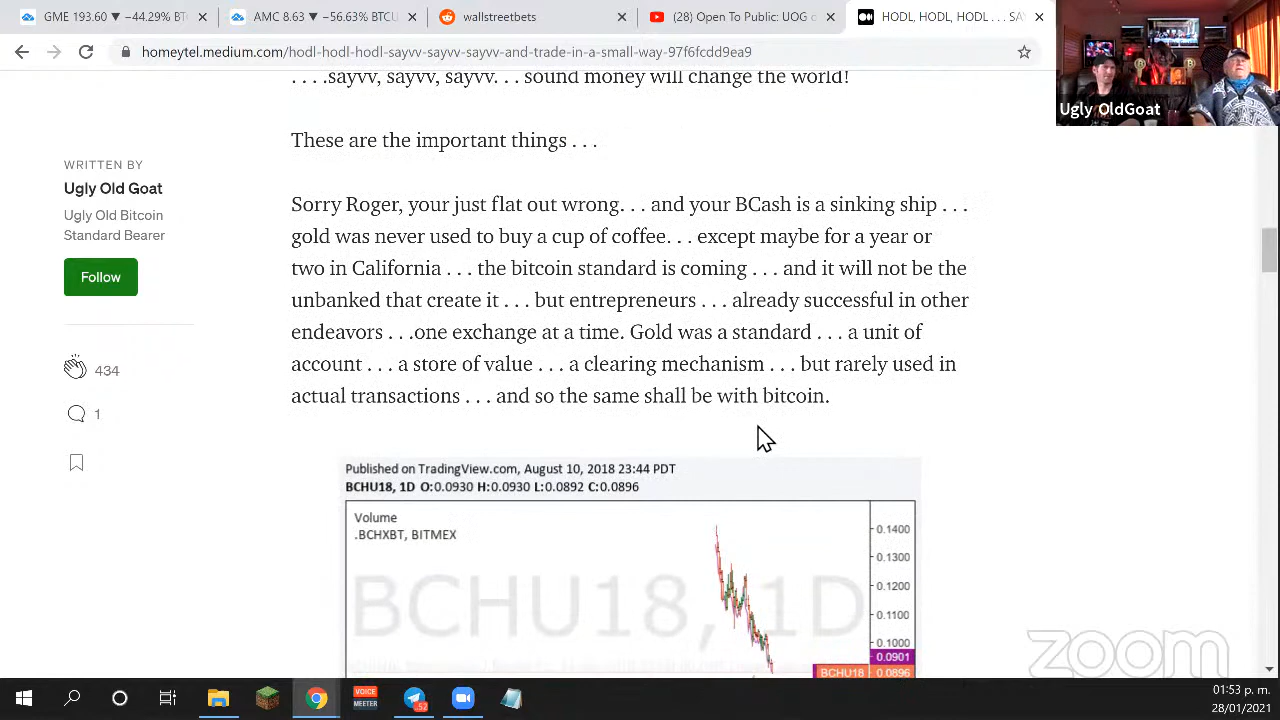 GME 193.60 −44.28% BT
AMC 8.63 −56.63% BTCU
wallstreetbets
(28) Open To Public: UOG c
HODL, HODL, HODL . . . SAY
homeytel.medium.com/hodl-hodl-hodl-sayvv-sayvv-sayvv-and-trade-in-a-small-way-97f6fcdd9ea9
. . . .sayvv, sayvv, sayvv. . . sound money will change the world!
These are the important things . . .
WRITTEN BY
Ugly Old Goat
Ugly Old Bitcoin
Standard Bearer
Follow
434
1
Sorry Roger, your just flat out wrong. . . and your BCash is a sinking ship . . .
gold was never used to buy a cup of coffee. . . except maybe for a year or
two in California . . . the bitcoin standard is coming . . . and it will not be the
unbanked that create it . . . but entrepreneurs . . . already successful in other
endeavors . . .one exchange at a time. Gold was a standard . . . a unit of
account . . . a store of value . . . a clearing mechanism . . . but rarely used in
actual transactions . . . and so the same shall be with bitcoin.
Published on TradingView.com, August 10, 2018 23:44 PDT
BCHU18, 1D O:0.0930 H:0.0930 L:0.0892 C:0.0896
Volume
.BCHXBT, BITMEX
BCHU18, 1D
0.1400
0.1300
0.1200
0.1100
0.1000
0.0901
BCHU18 0.0896
Ugly OldGoat
zoom
VOICE
MEETER
52
01:53 p. m.
28/01/2021